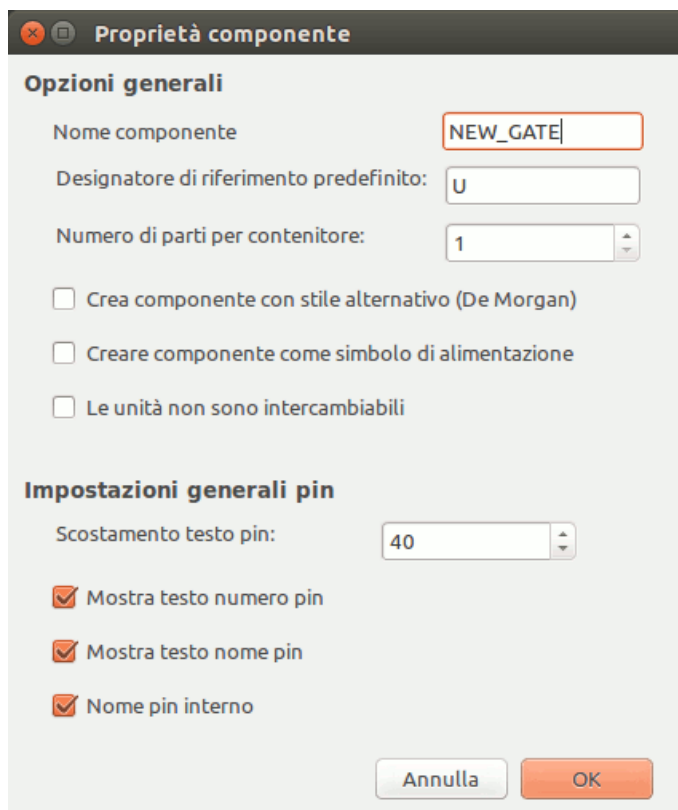 Proprietà componente
Opzioni generali
Nome componente NEW_GATE
Designatore di riferimento predefinito: U
Numero di parti per contenitore: 1
Crea componente con stile alternativo (De Morgan)
Creare componente come simbolo di alimentazione
Le unità non sono intercambiabili
Impostazioni generali pin
Scostamento testo pin: 40
Mostra testo numero pin
Mostra testo nome pin
Nome pin interno
Annulla OK